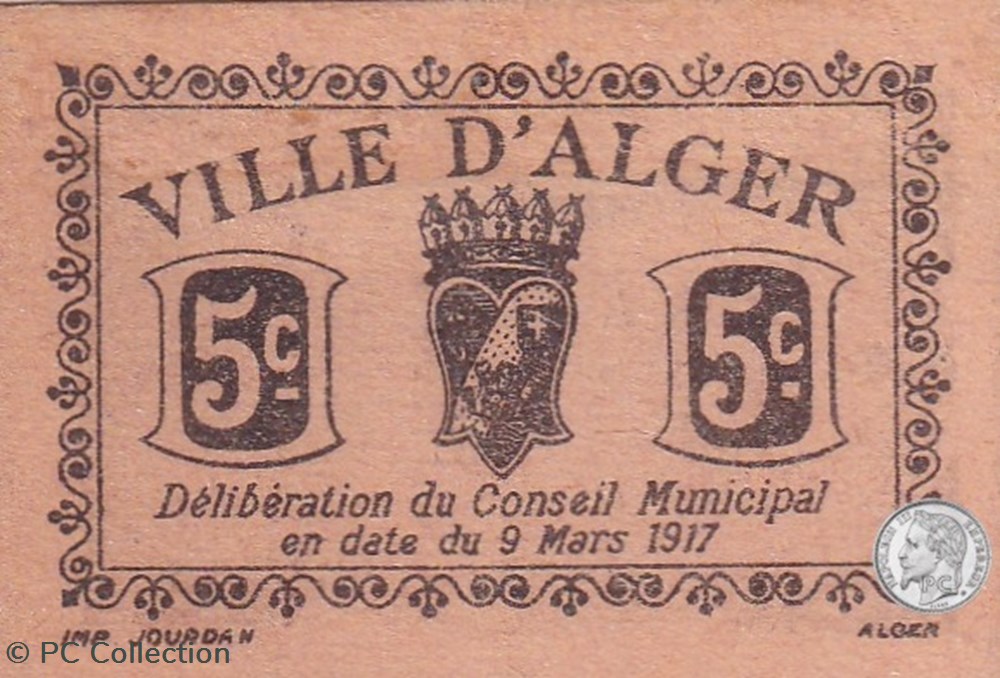 VILLE D'ALGER
5c 5c
Délibération du Conseil Municipal
en date du 9 Mars 1917
IMP. JOURDAN ALGER
© PC Collection
PC